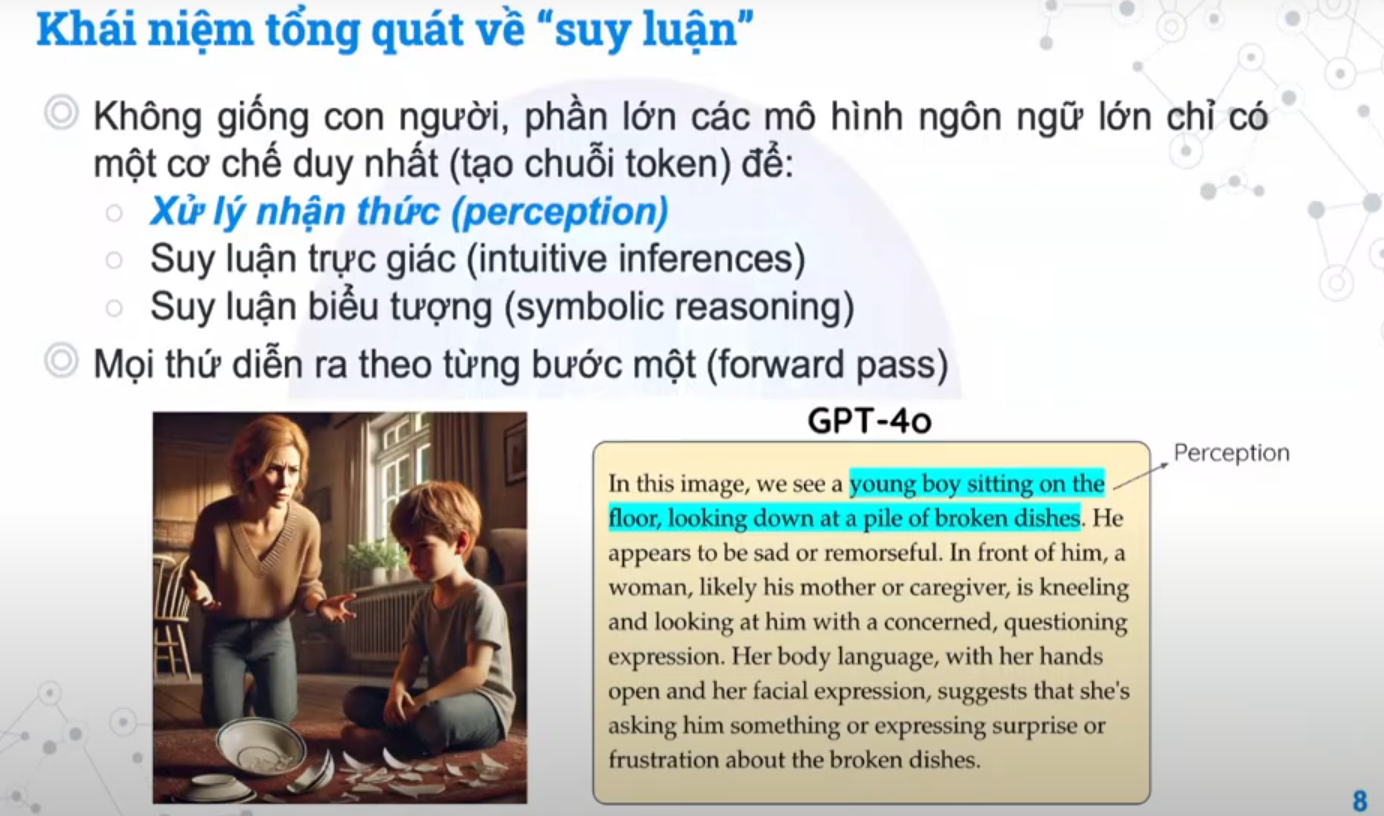 Khái niệm tổng quát về “suy luận”
Không giống con người, phần lớn các mô hình ngôn ngữ lớn chỉ có
một cơ chế duy nhất (tạo chuỗi token) để:
Xử lý nhận thức (perception)
Suy luận trực giác (intuitive inferences)
Suy luận biểu tượng (symbolic reasoning)
Mọi thứ diễn ra theo từng bước một (forward pass)
GPT-4o
Perception
In this image, we see a young boy sitting on the
floor, looking down at a pile of broken dishes. He
appears to be sad or remorseful. In front of him, a
woman, likely his mother or caregiver, is kneeling
and looking at him with a concerned, questioning
expression. Her body language, with her hands
open and her facial expression, suggests that she's
asking him something or expressing surprise or
frustration about the broken dishes.
8